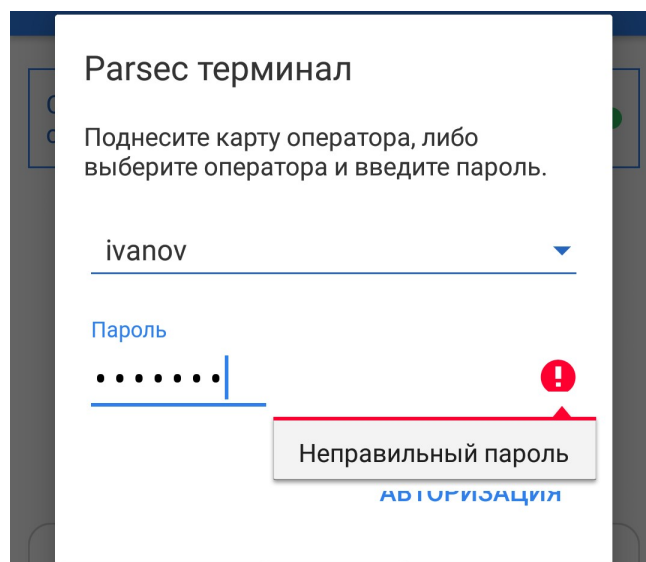 Parsec терминал
Поднесите карту оператора, либо
выберите оператора и введите пароль.
ivanov
Пароль
•••••••
Неправильный пароль
АВТОРИЗАЦИЯ